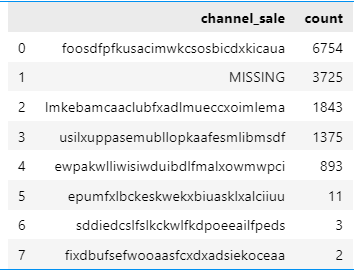 channel_sale count
0 foosdfpfkusacimwkcsosbicdxkicaua 6754
1 MISSING 3725
2 lmkebamcaaclubfxadlmueccxoimlema 1843
3 usilxuppasemubllopkaafesmlibmsdf 1375
4 ewpakwlliwisiwduibdlfmalxowmwpci 893
5 epumfxlbckeskwekxbiuasklxalciiuu 11
6 sddiedcslfslkckwlfkdpoeeailfpeds 3
7 fixdbufsefwooaasfcxdxadsiekoceaa 2